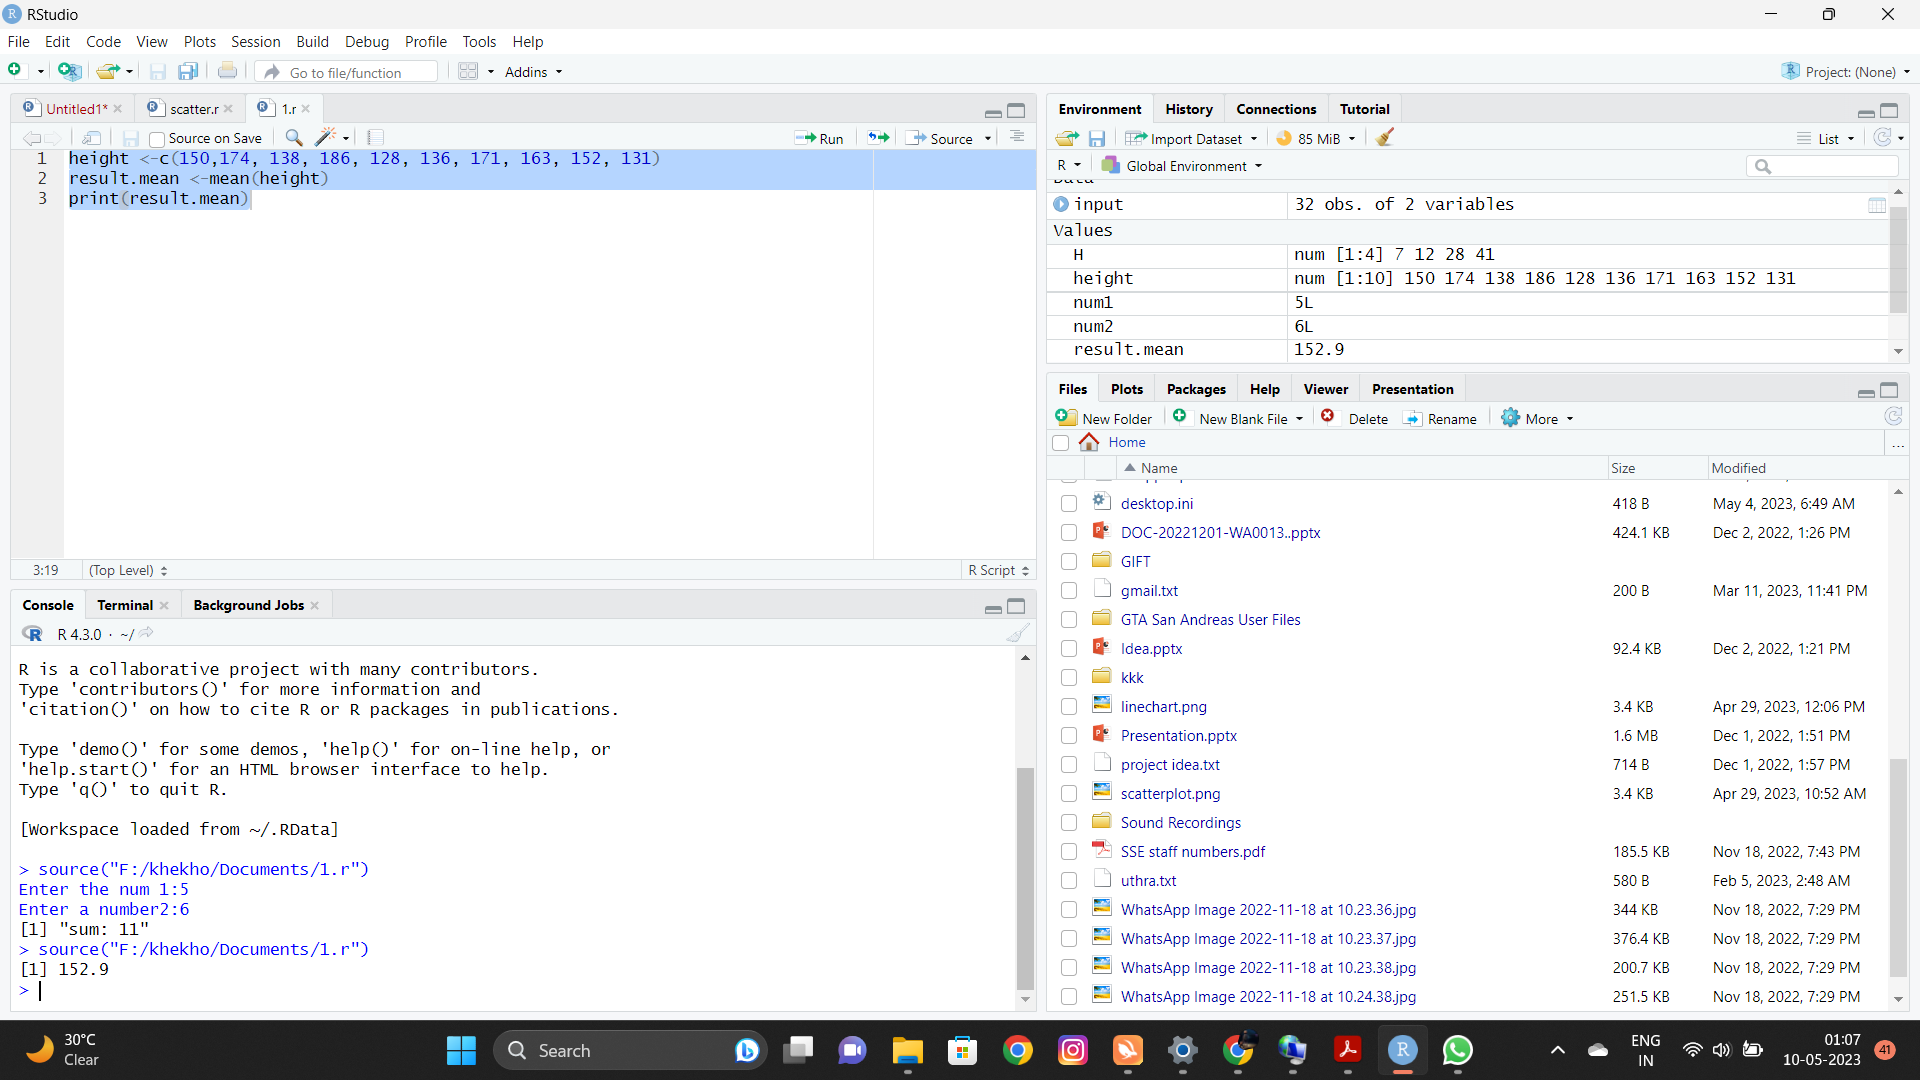 RStudio
File Edit Code View Plots Session Build Debug Profile Tools Help
Go to file/function Addins Project: (None)
Untitled1* scatter.r 1.r
Source on Save Run Source
1 height <-c(150,174, 138, 186, 128, 136, 171, 163, 152, 131)
2 result.mean <-mean(height)
3 print(result.mean)
3:19 (Top Level) R Script
Console Terminal Background Jobs
R 4.3.0 · ~/
R is a collaborative project with many contributors.
Type 'contributors()' for more information and
'citation()' on how to cite R or R packages in publications.
Type 'demo()' for some demos, 'help()' for on-line help, or
'help.start()' for an HTML browser interface to help.
Type 'q()' to quit R.
[Workspace loaded from ~/.RData]
> source("F:/khekho/Documents/1.r")
Enter the num 1:5
Enter a number2:6
[1] "sum: 11"
> source("F:/khekho/Documents/1.r")
[1] 152.9
>
Environment History Connections Tutorial
Import Dataset 85 MiB List
R Global Environment
input 32 obs. of 2 variables
Values
H num [1:4] 7 12 28 41
height num [1:10] 150 174 138 186 128 136 171 163 152 131
num1 5L
num2 6L
result.mean 152.9
Files Plots Packages Help Viewer Presentation
New Folder New Blank File Delete Rename More
Home ...
Name Size Modified
desktop.ini 418 B May 4, 2023, 6:49 AM
DOC-20221201-WA0013..pptx 424.1 KB Dec 2, 2022, 1:26 PM
GIFT
gmail.txt 200 B Mar 11, 2023, 11:41 PM
GTA San Andreas User Files
Idea.pptx 92.4 KB Dec 2, 2022, 1:21 PM
kkk
linechart.png 3.4 KB Apr 29, 2023, 12:06 PM
Presentation.pptx 1.6 MB Dec 1, 2022, 1:51 PM
project idea.txt 714 B Dec 1, 2022, 1:57 PM
scatterplot.png 3.4 KB Apr 29, 2023, 10:52 AM
Sound Recordings
SSE staff numbers.pdf 185.5 KB Nov 18, 2022, 7:43 PM
uthra.txt 580 B Feb 5, 2023, 2:48 AM
WhatsApp Image 2022-11-18 at 10.23.36.jpg 344 KB Nov 18, 2022, 7:29 PM
WhatsApp Image 2022-11-18 at 10.23.37.jpg 376.4 KB Nov 18, 2022, 7:29 PM
WhatsApp Image 2022-11-18 at 10.23.38.jpg 200.7 KB Nov 18, 2022, 7:29 PM
WhatsApp Image 2022-11-18 at 10.24.38.jpg 251.5 KB Nov 18, 2022, 7:29 PM
30°C
Clear
Search
ENG
IN
01:07
10-05-2023
41